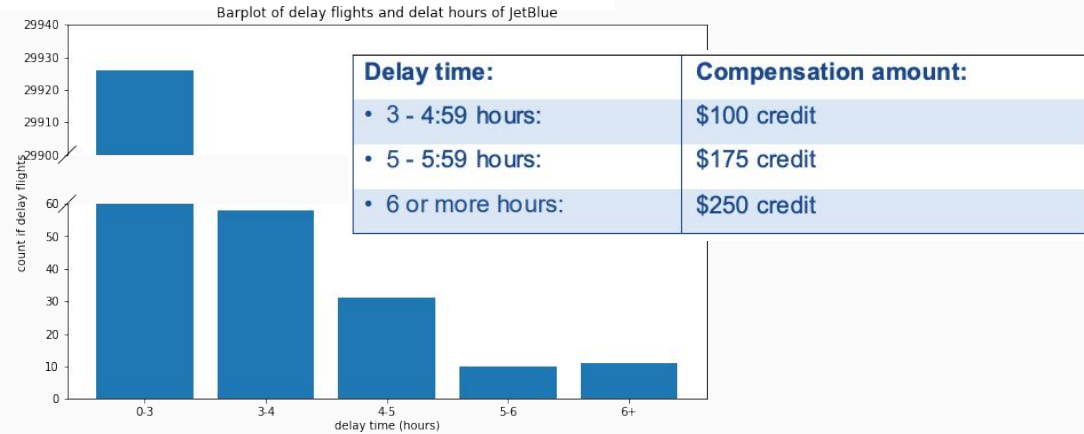 Barplot of delay flights and delat hours of JetBlue
29940
29930
29920
29910
29900
60
50
40
30
20
10
0
count if delay flights
0-3 3-4 4-5 5-6 6+
delay time (hours)
Delay time: Compensation amount:
• 3 - 4:59 hours: $100 credit
• 5 - 5:59 hours: $175 credit
• 6 or more hours: $250 credit